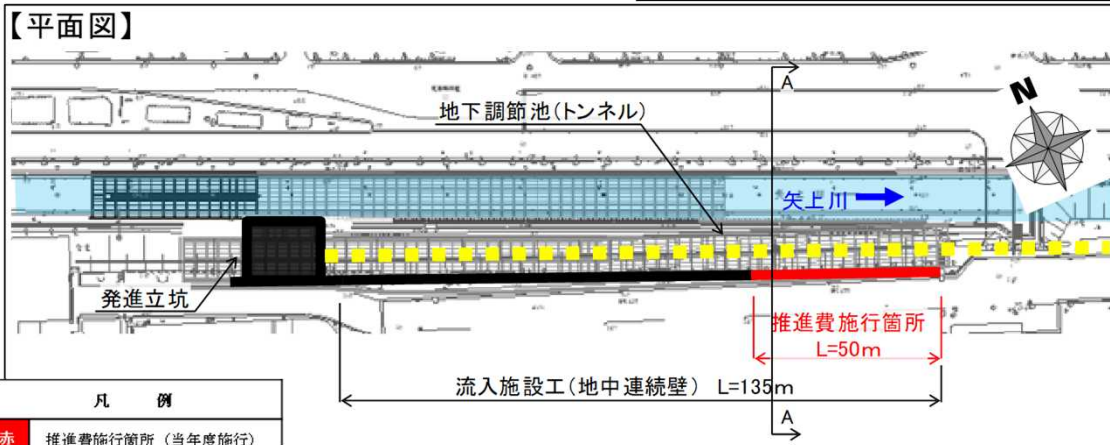 【平面図】
A
地下調節池(トンネル)
N
矢上川
発進立坑
推進費施行箇所
L=50m
流入施設工(地中連続壁) L=135m
A
凡 例
赤 推進費施行箇所（当年度施行）